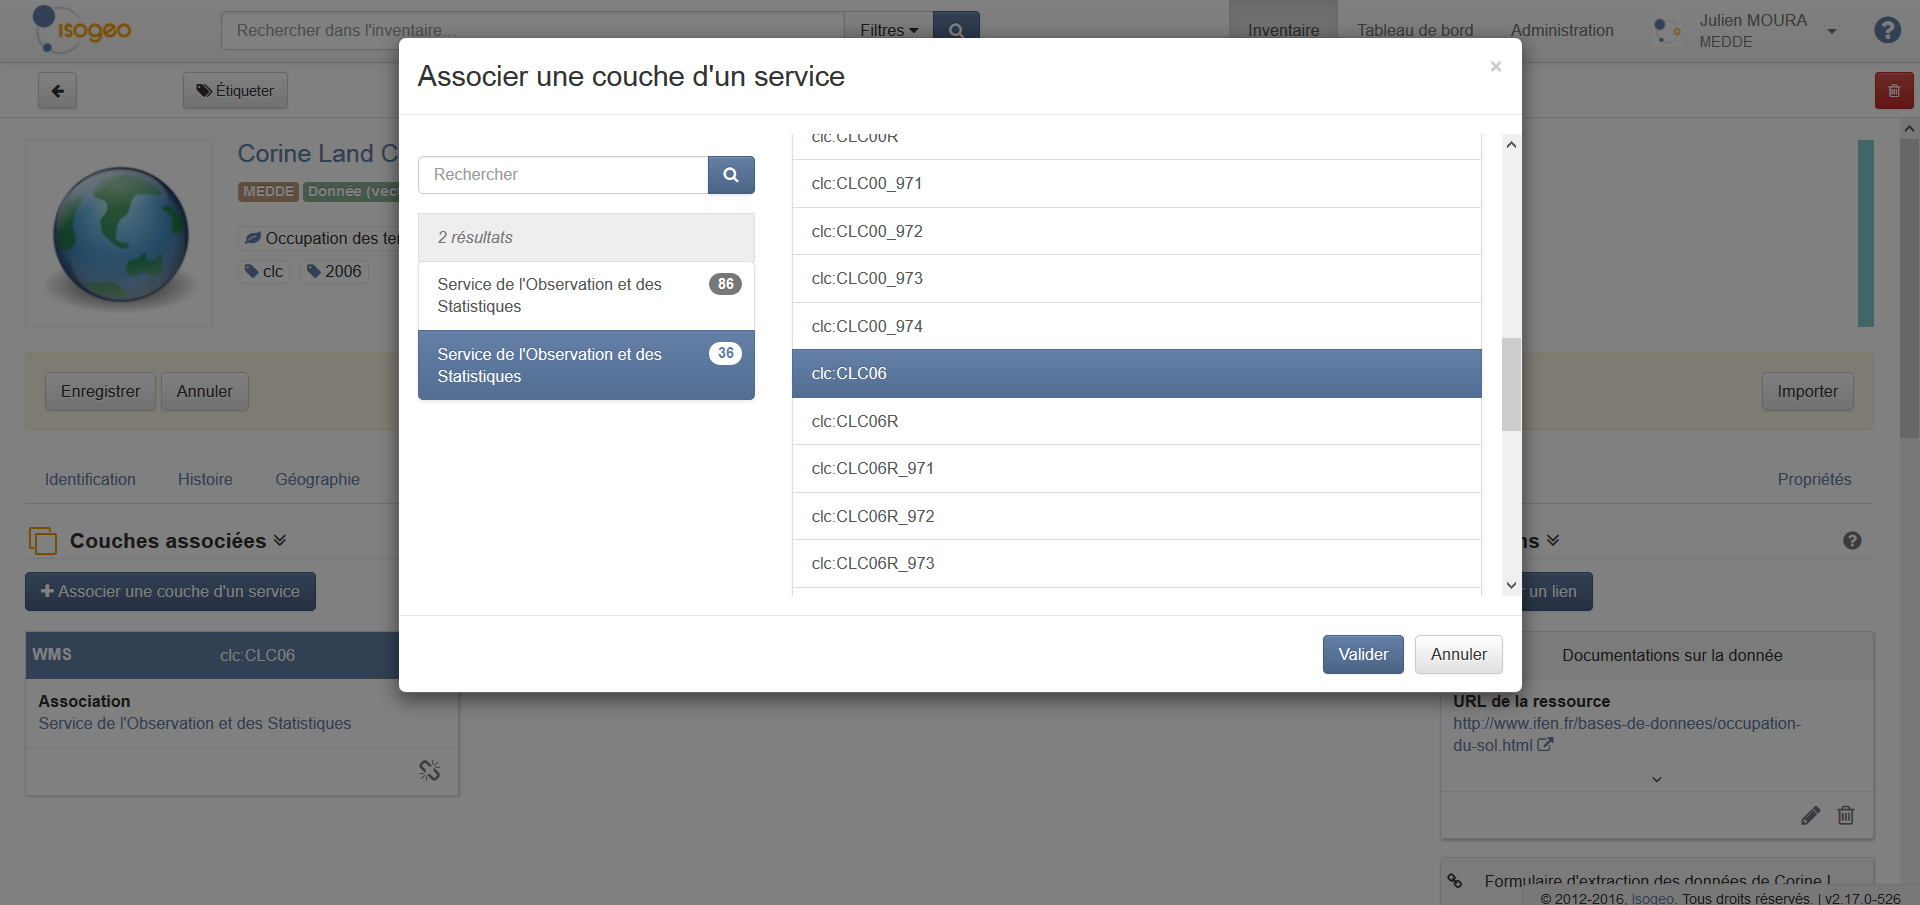 isogeo
Rechercher dans l'inventaire...
Filtres
Inventaire
Tableau de bord
Administration
Julien MOURA
MEDDE
Étiqueter
Associer une couche d'un service
×
Corine Land C
MEDDE
Donnée (vect
Occupation des ter
clc
2006
Rechercher
2 résultats
Service de l'Observation et des
Statistiques
86
Service de l'Observation et des
Statistiques
36
clc:CLC00R
clc:CLC00_971
clc:CLC00_972
clc:CLC00_973
clc:CLC00_974
clc:CLC06
clc:CLC06R
clc:CLC06R_971
clc:CLC06R_972
clc:CLC06R_973
Valider
Annuler
Enregistrer
Annuler
Importer
Identification
Histoire
Géographie
Propriétés
Couches associées
Associer une couche d'un service
WMS
clc:CLC06
Association
Service de l'Observation et des Statistiques
ns
un lien
Documentations sur la donnée
URL de la ressource
http://www.ifen.fr/bases-de-donnees/occupation-
du-sol.html
Formulaire d'extraction des données de Corine L
© 2012-2016, Isogeo. Tous droits réservés. | v2.17.0-526